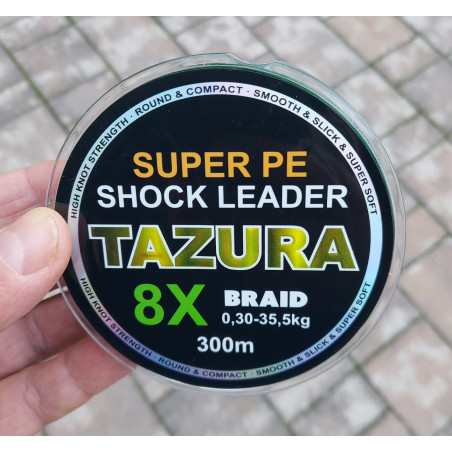 HIGH KNOT STRENGTH · ROUND & COMPACT · SMOOTH & SLICK & SUPER SOFT
SUPER PE
SHOCK LEADER
TAZURA
8X BRAID
0,30-35,5kg
300m
HIGH KNOT STRENGTH · ROUND & COMPACT · SMOOTH & SLICK & SUPER SOFT